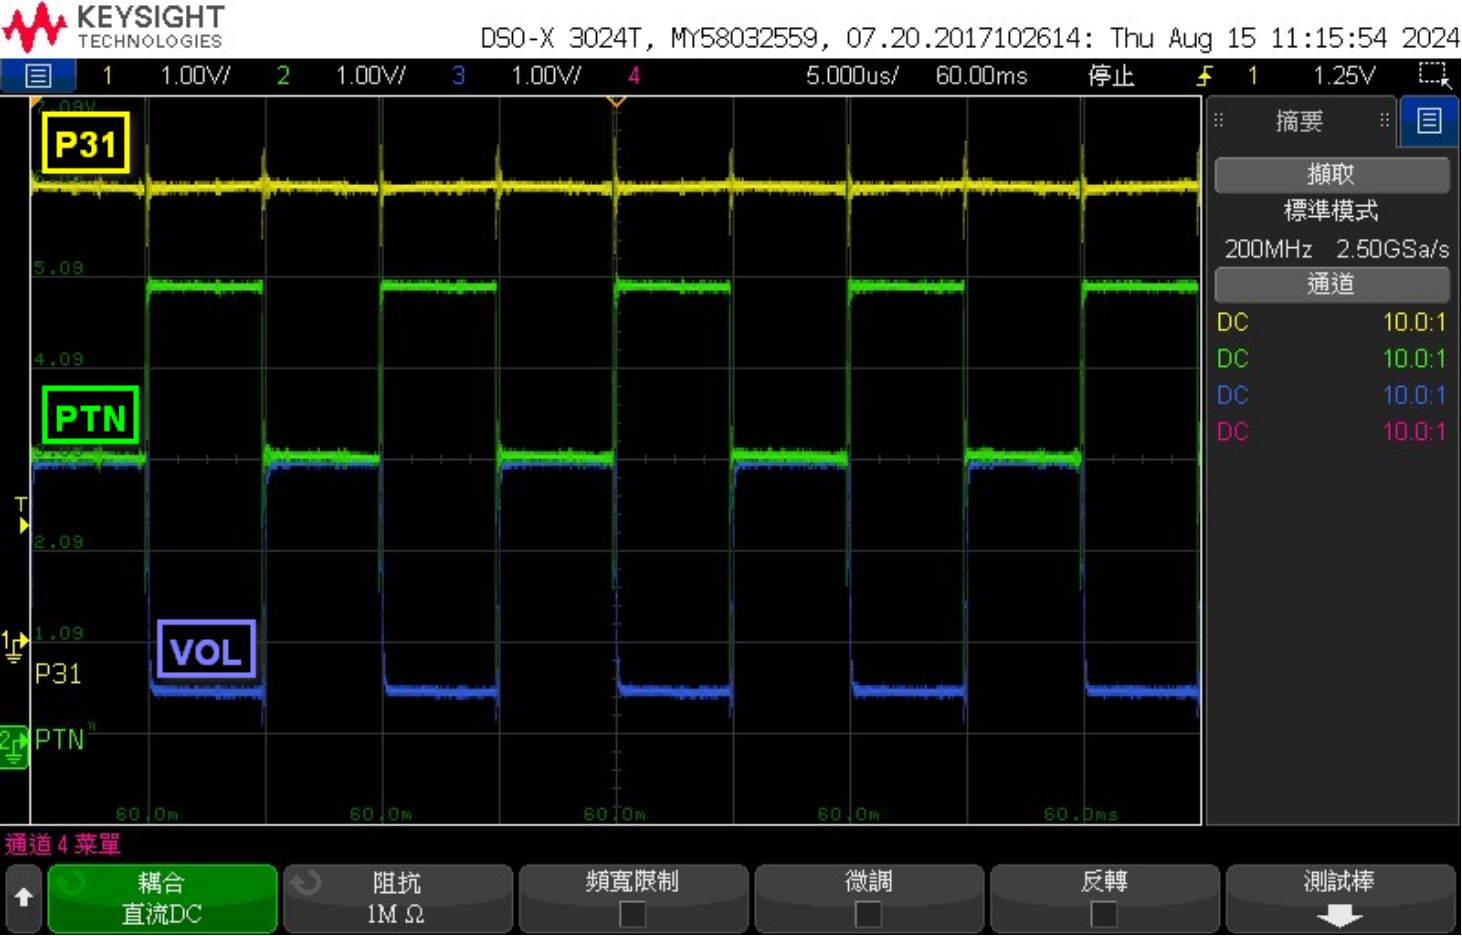 KEYSIGHT
TECHNOLOGIES
DSO-X 3024T, MY58032559, 07.20.2017102614: Thu Aug 15 11:15:54 2024
1 1.00V/ 2 1.00V/ 3 1.00V/ 4 5.000us/ 60.00ms 停止 1 1.25V
7.09V
P31
5.09
4.09
PTN
T
2.09
1.09
1
VOL
P31
2
PTN
60.0m 60.0m 60.0m 60.0m 60.0ms
摘要
擷取
標準模式
200MHz 2.50GSa/s
通道
DC 10.0:1
DC 10.0:1
DC 10.0:1
DC 10.0:1
通道 4 菜單
耦合
直流DC
阻抗
1M Ω
頻寬限制
微調
反轉
測試棒